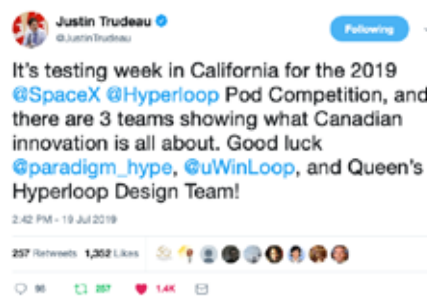 Justin Trudeau
@JustinTrudeau
Following
It's testing week in California for the 2019
@SpaceX @Hyperloop Pod Competition, and
there are 3 teams showing what Canadian
innovation is all about. Good luck
@paradigm_hype, @uWinLoop, and Queen's
Hyperloop Design Team!
2:42 PM - 19 Jul 2019
257 Retweets 1,352 Likes
96 257 1.4K